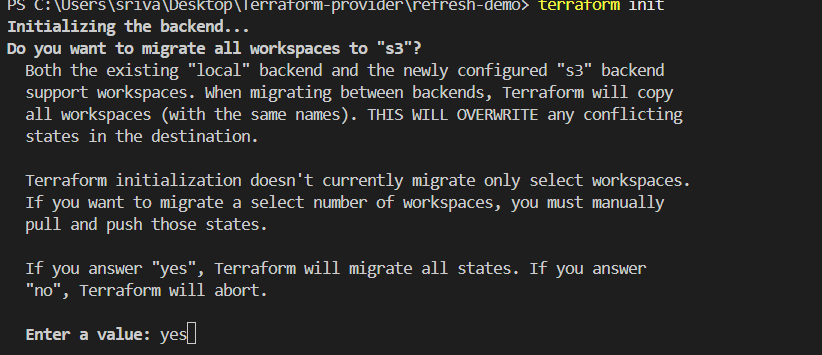 PS C:\Users\sriva\Desktop\Terraform-provider\refresh-demo> terraform init
Initializing the backend...
Do you want to migrate all workspaces to "s3"?
Both the existing "local" backend and the newly configured "s3" backend
support workspaces. When migrating between backends, Terraform will copy
all workspaces (with the same names). THIS WILL OVERWRITE any conflicting
states in the destination.
Terraform initialization doesn't currently migrate only select workspaces.
If you want to migrate a select number of workspaces, you must manually
pull and push those states.
If you answer "yes", Terraform will migrate all states. If you answer
"no", Terraform will abort.
Enter a value: yes